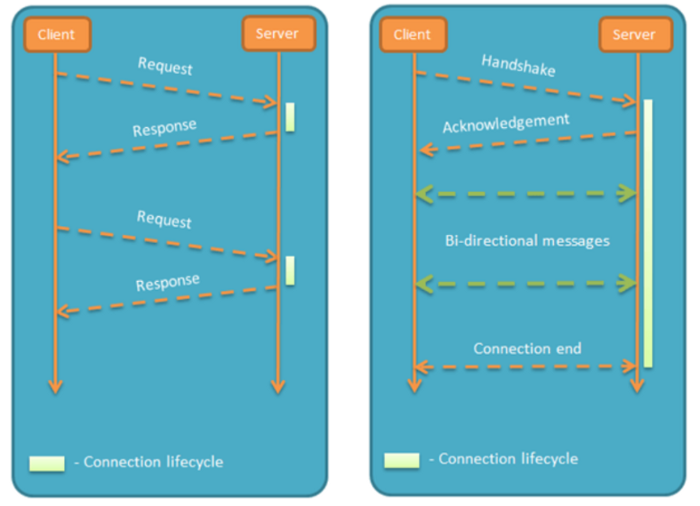 Client
Server
Request
Response
Request
Response
- Connection lifecycle
Client
Server
Handshake
Acknowledgement
Bi-directional messages
Connection end
- Connection lifecycle